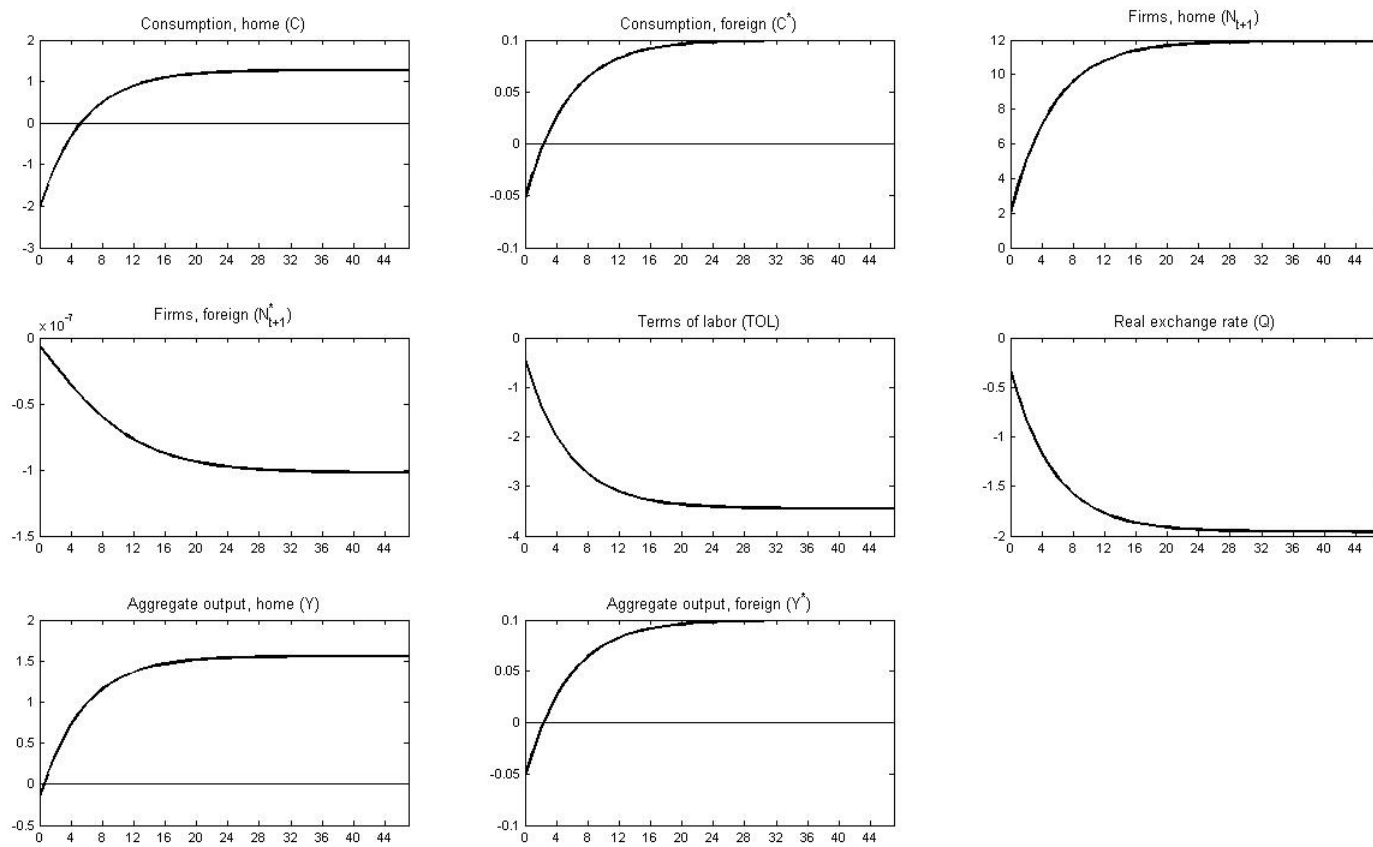 Consumption, home (C)
2
1
0
-1
-2
-3
0 4 8 12 16 20 24 28 32 36 40 44
Consumption, foreign (C*)
0.1
0.05
0
-0.05
-0.1
0 4 8 12 16 20 24 28 32 36 40 44
Firms, home (Nt+1)
12
10
8
6
4
2
0
0 4 8 12 16 20 24 28 32 36 40 44
Firms, foreign (N*t+1)
x 10-7
0
-0.5
-1
-1.5
0 4 8 12 16 20 24 28 32 36 40 44
Terms of labor (TOL)
0
-1
-2
-3
-4
0 4 8 12 16 20 24 28 32 36 40 44
Real exchange rate (Q)
0
-0.5
-1
-1.5
-2
0 4 8 12 16 20 24 28 32 36 40 44
Aggregate output, home (Y)
2
1.5
1
0.5
0
-0.5
0 4 8 12 16 20 24 28 32 36 40 44
Aggregate output, foreign (Y*)
0.1
0.05
0
-0.05
-0.1
0 4 8 12 16 20 24 28 32 36 40 44